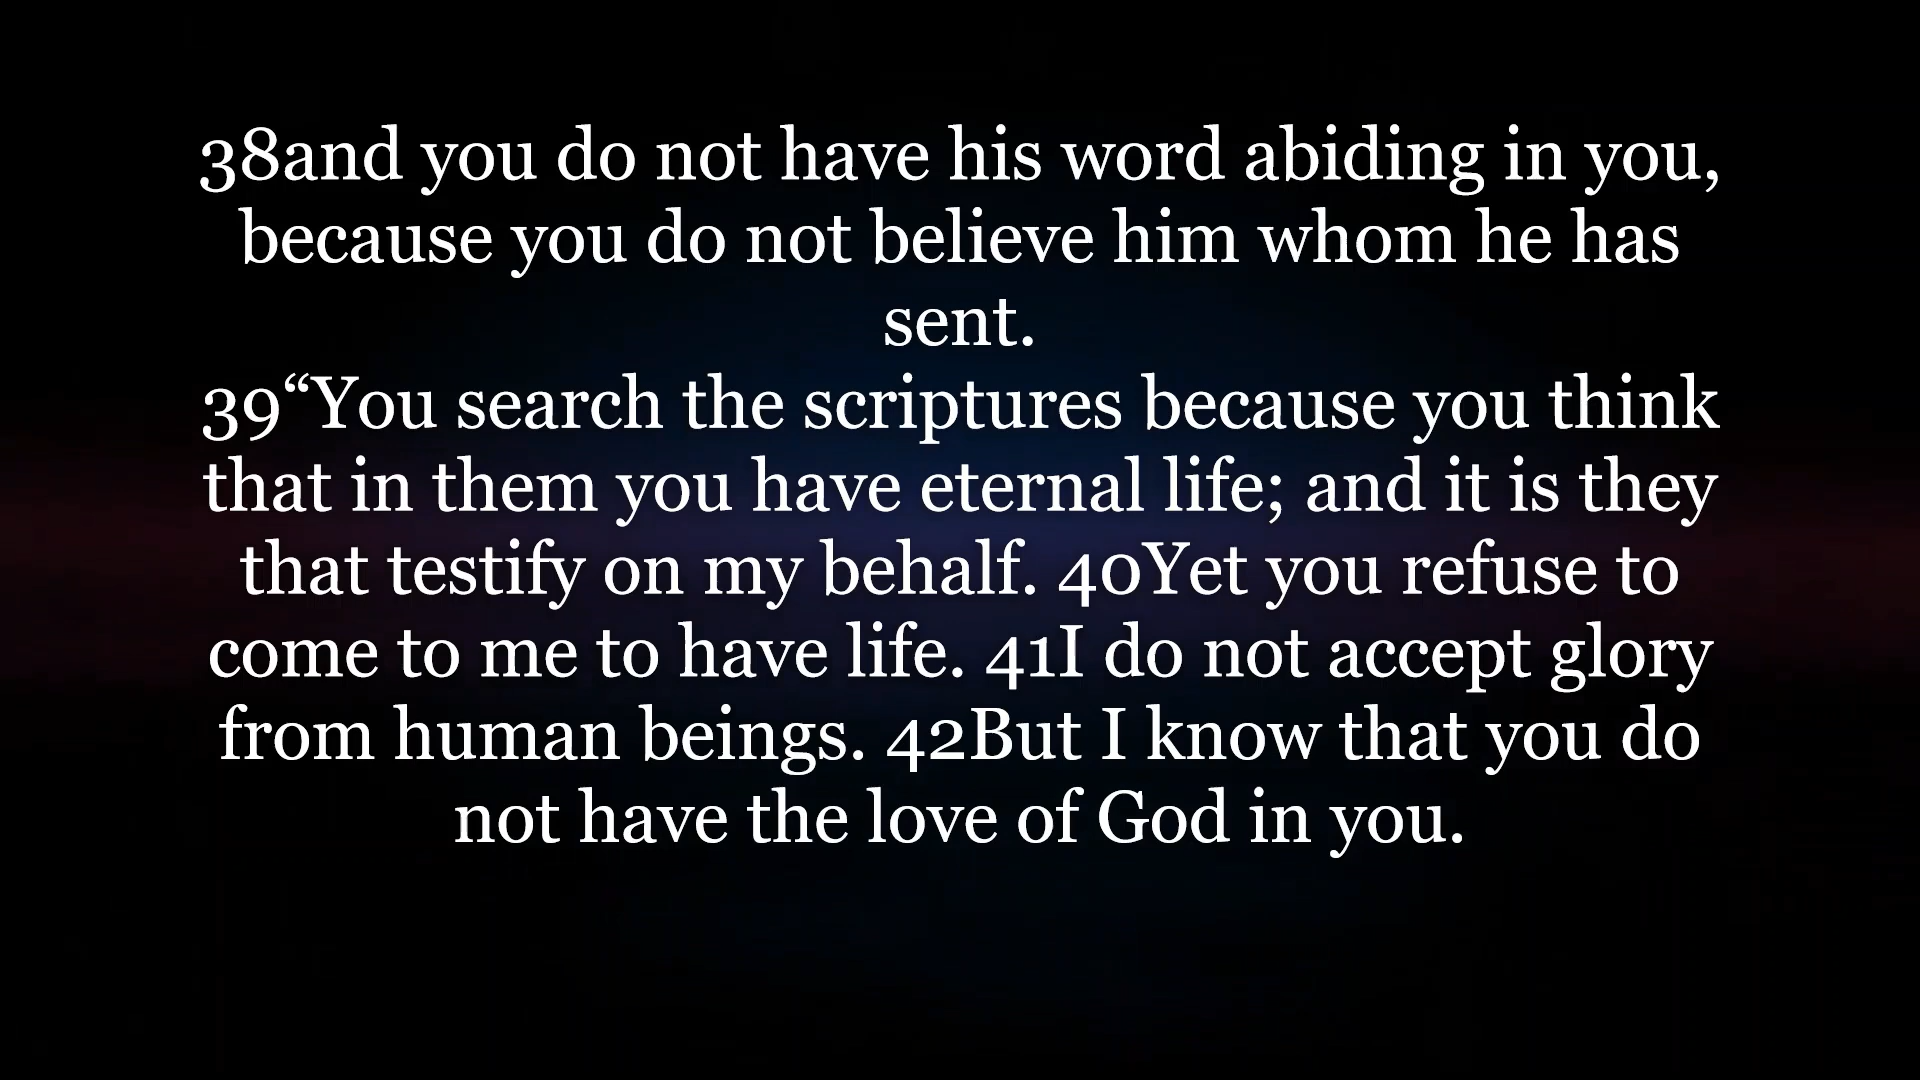 38and you do not have his word abiding in you,
because you do not believe him whom he has
sent.
39“You search the scriptures because you think
that in them you have eternal life; and it is they
that testify on my behalf. 40Yet you refuse to
come to me to have life. 41I do not accept glory
from human beings. 42But I know that you do
not have the love of God in you.